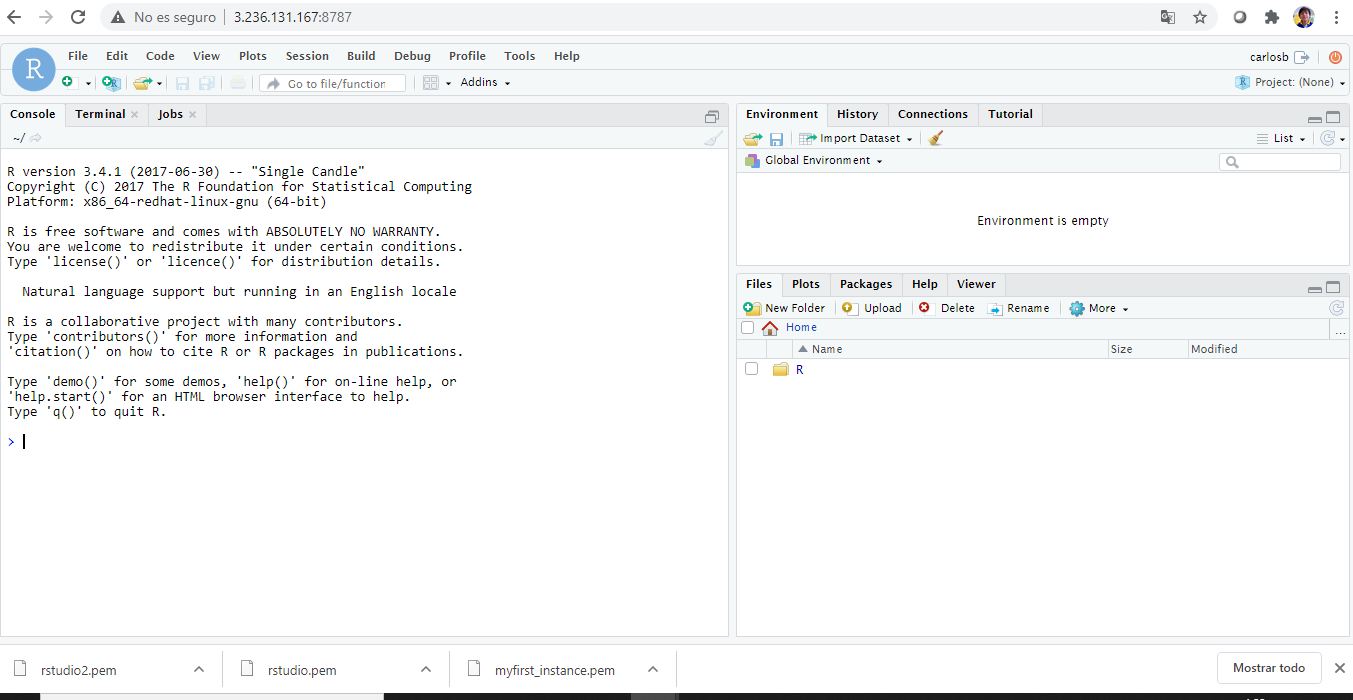 No es seguro | 3.236.131.167:8787
R
File Edit Code View Plots Session Build Debug Profile Tools Help
carlosb
R Go to file/function Addins
R Project: (None)
Console Terminal × Jobs ×
~/
R version 3.4.1 (2017-06-30) -- "Single Candle"
Copyright (C) 2017 The R Foundation for Statistical Computing
Platform: x86_64-redhat-linux-gnu (64-bit)
R is free software and comes with ABSOLUTELY NO WARRANTY.
You are welcome to redistribute it under certain conditions.
Type 'license()' or 'licence()' for distribution details.
Natural language support but running in an English locale
R is a collaborative project with many contributors.
Type 'contributors()' for more information and
'citation()' on how to cite R or R packages in publications.
Type 'demo()' for some demos, 'help()' for on-line help, or
'help.start()' for an HTML browser interface to help.
Type 'q()' to quit R.
>
Environment History Connections Tutorial
Import Dataset List
Global Environment
Environment is empty
Files Plots Packages Help Viewer
New Folder Upload Delete Rename More
Home ...
Name Size Modified
R
rstudio2.pem rstudio.pem myfirst_instance.pem Mostrar todo